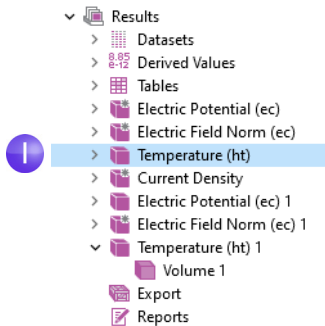 Results
Datasets
8.85
e-12
Derived Values
Tables
Electric Potential (ec)
Electric Field Norm (ec)
I
Temperature (ht)
Current Density
Electric Potential (ec) 1
Electric Field Norm (ec) 1
Temperature (ht) 1
Volume 1
Export
Reports